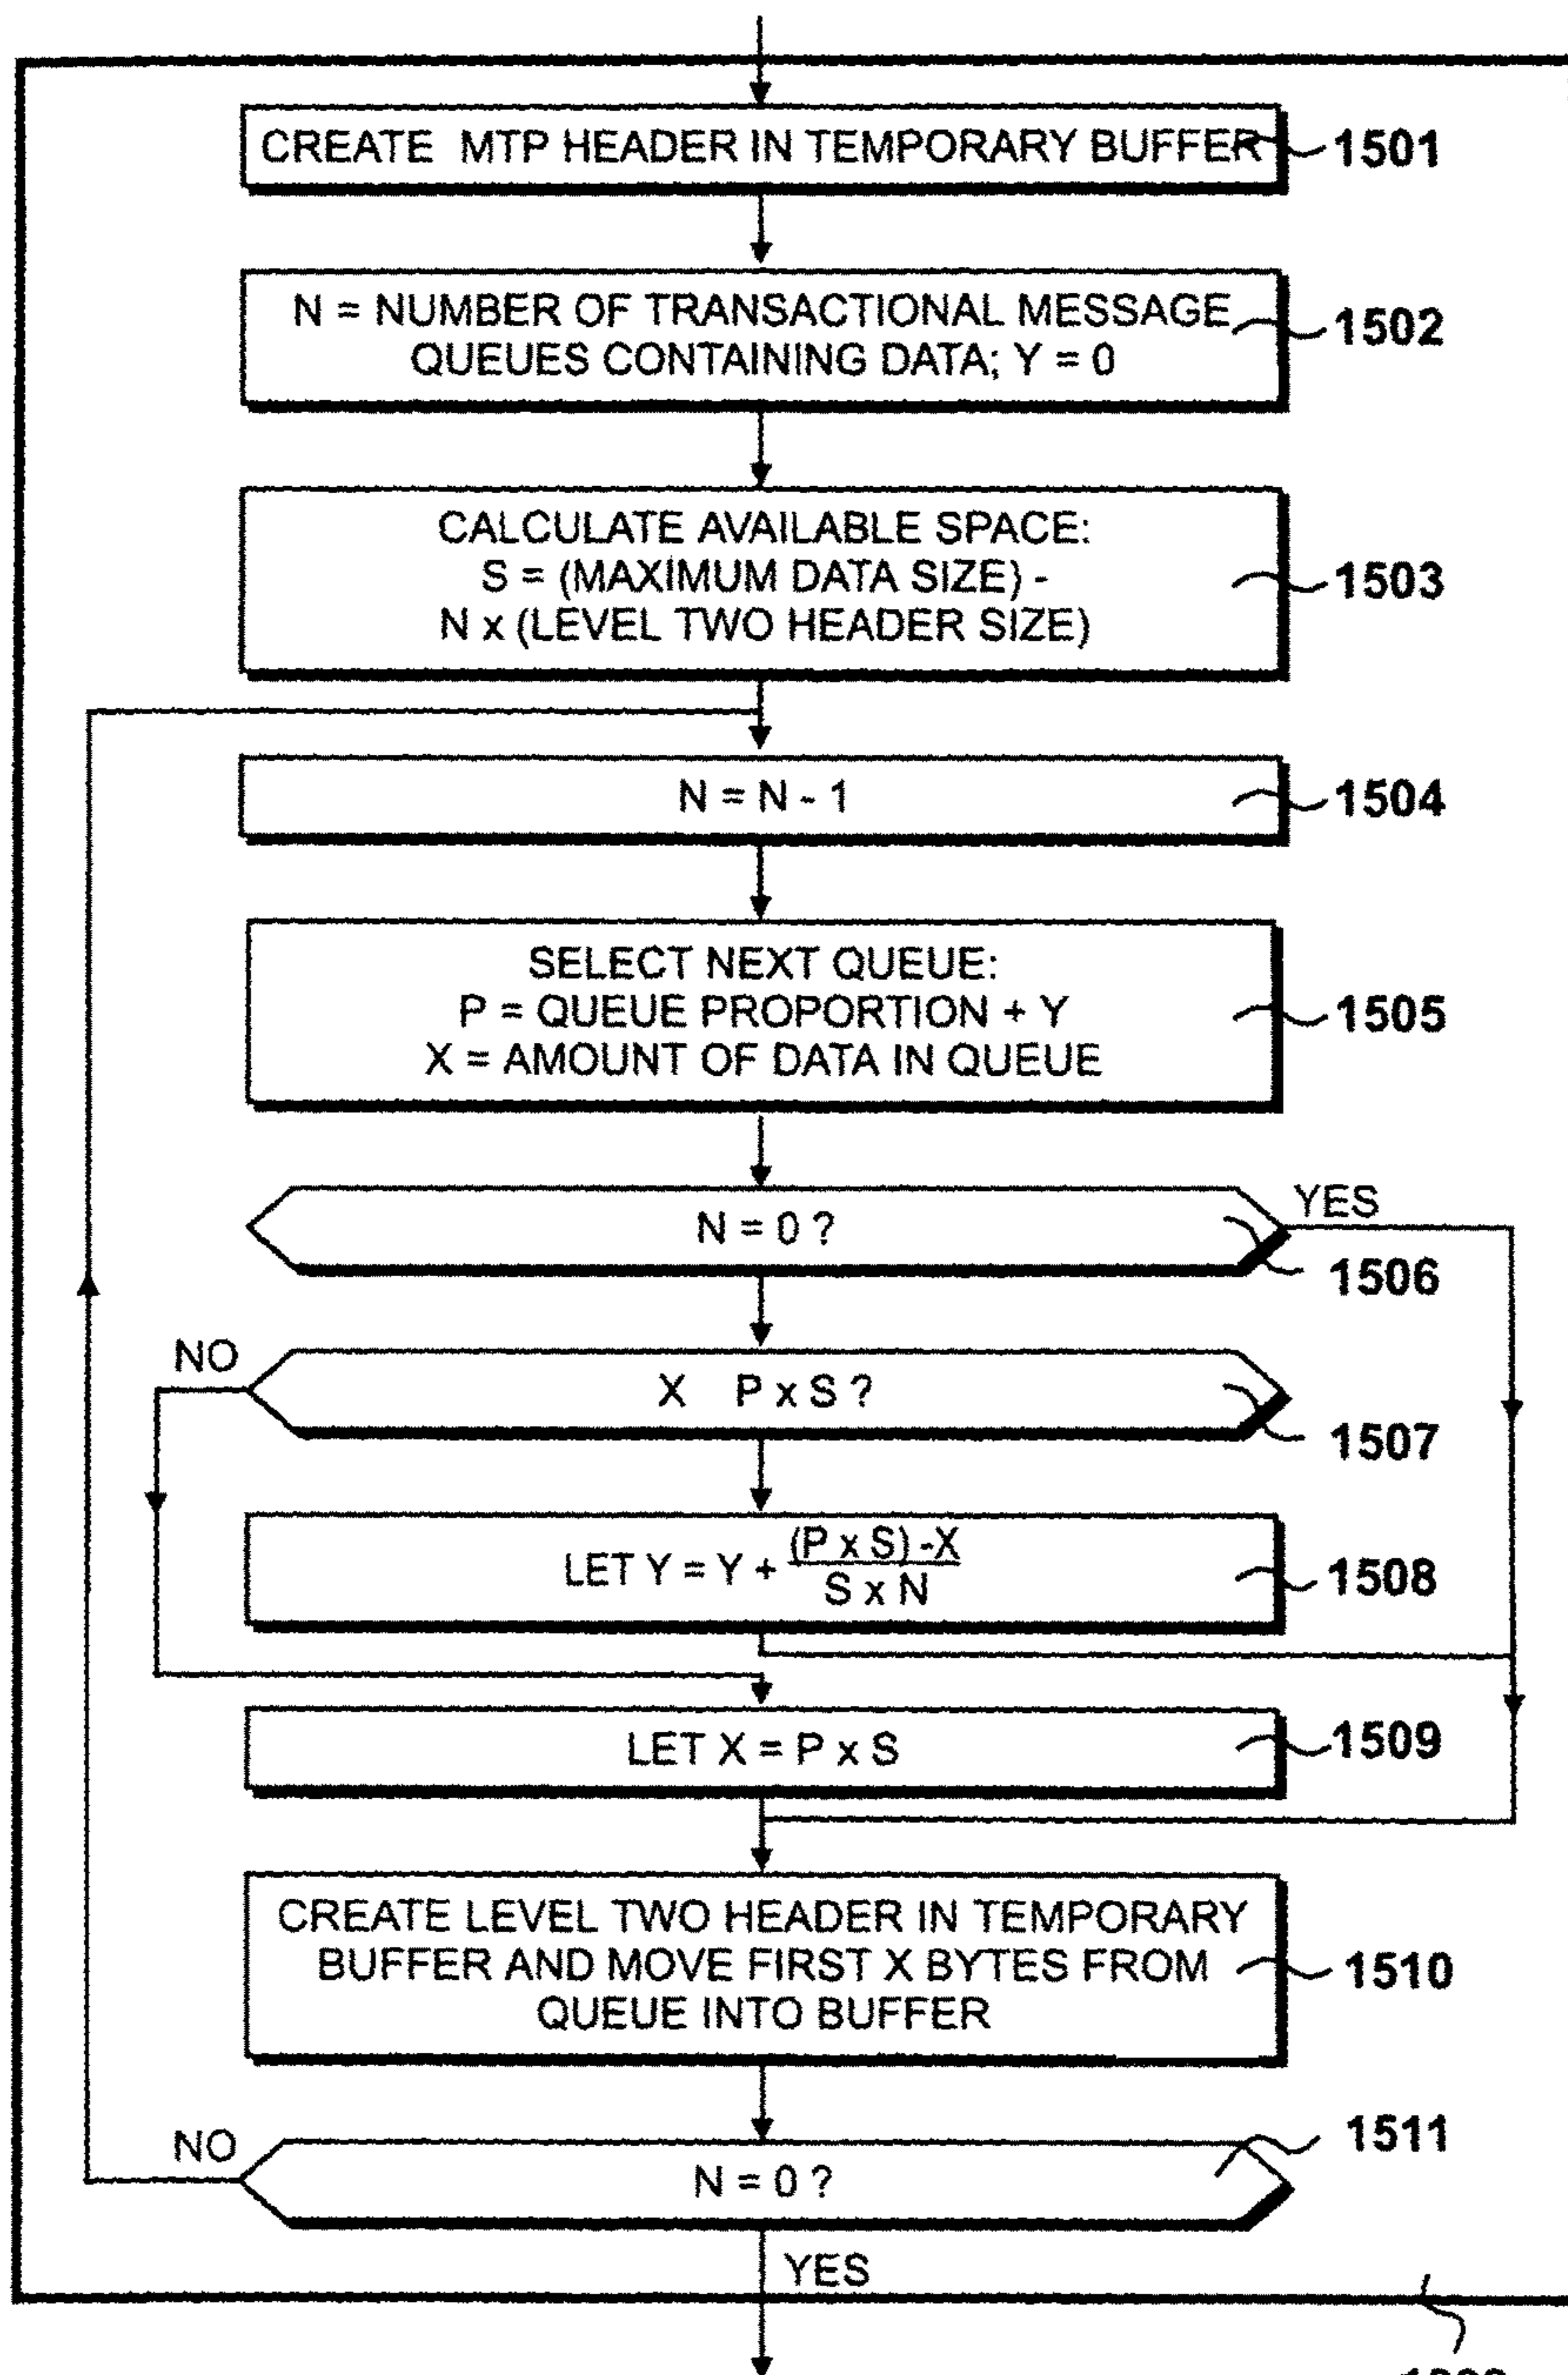 CREATE MTP HEADER IN TEMPORARY BUFFER
1501
N = NUMBER OF TRANSACTIONAL MESSAGE
QUEUES CONTAINING DATA; Y = 0
1502
CALCULATE AVAILABLE SPACE:
S = (MAXIMUM DATA SIZE) -
N x (LEVEL TWO HEADER SIZE)
1503
N = N - 1
1504
SELECT NEXT QUEUE:
P = QUEUE PROPORTION + Y
X = AMOUNT OF DATA IN QUEUE
1505
N = 0 ?
YES
1506
NO
X P x S ?
1507
LET Y = Y + (P x S) -X
S x N
1508
LET X = P x S
1509
CREATE LEVEL TWO HEADER IN TEMPORARY
BUFFER AND MOVE FIRST X BYTES FROM
QUEUE INTO BUFFER
1510
1511
NO
N = 0 ?
YES